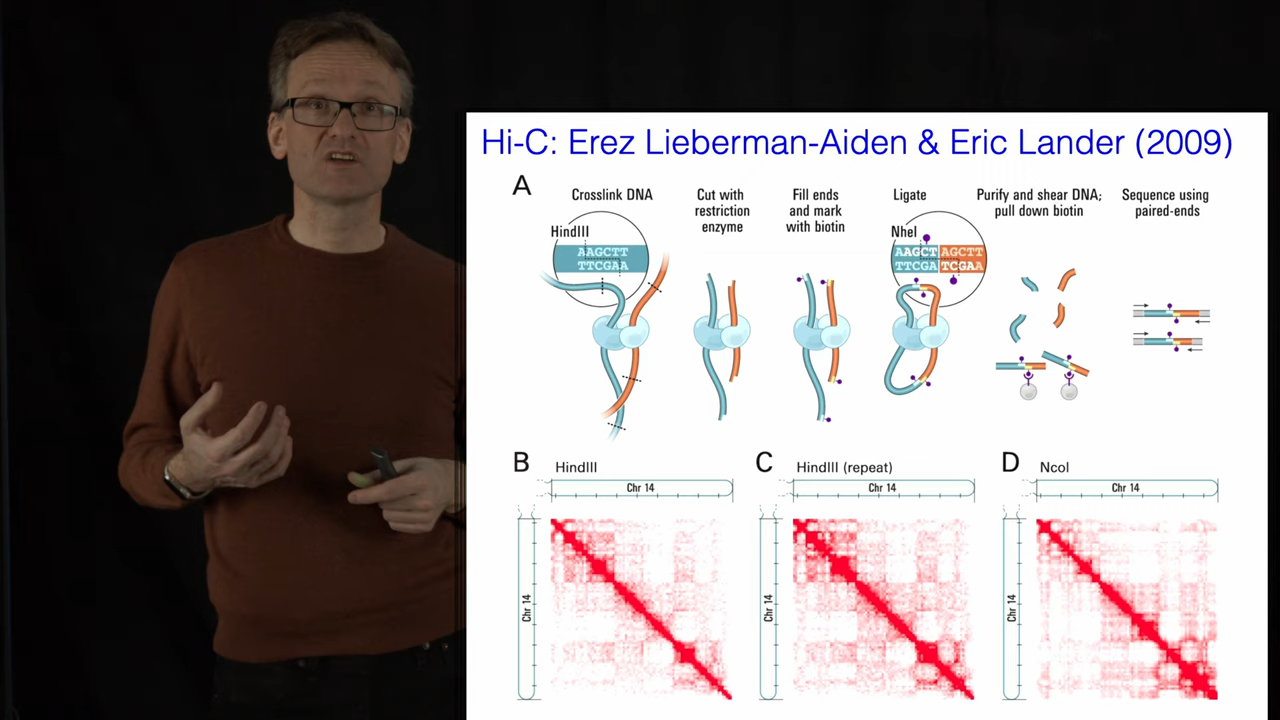 Hi-C: Erez Lieberman-Aiden & Eric Lander (2009)
A
Crosslink DNA
Cut with
restriction
enzyme
Fill ends
and mark
with biotin
Ligate
Purify and shear DNA;
pull down biotin
Sequence using
paired-ends
HindIII
AAGCTT
TTCGAA
NheI
AAGCT AGCTT
TTCGA TCGAA
B HindIII
Chr 14
Chr 14
C HindIII (repeat)
Chr 14
Chr 14
D NcoI
Chr 14
Chr 14